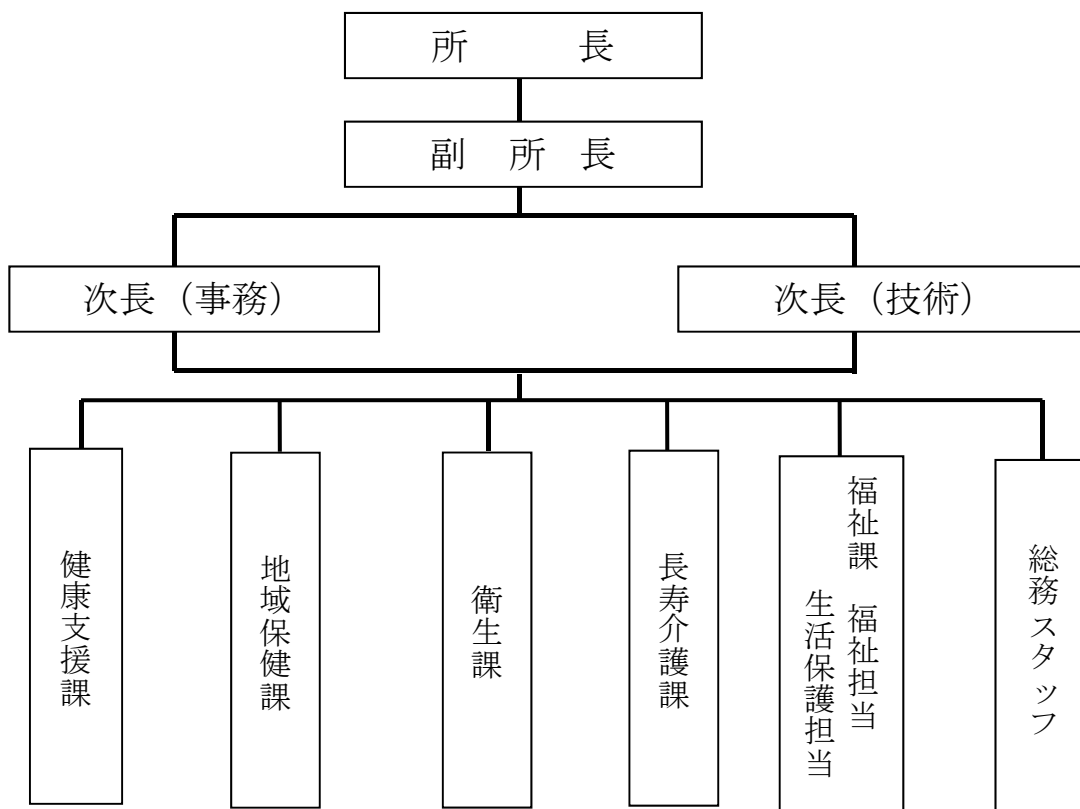 所　　　長
副　所　長
次長（事務）
次長（技術）
総務スタッフ
福祉課　福祉担当
生活保護担当
長寿介護課
衛生課
地域保健課
健康支援課